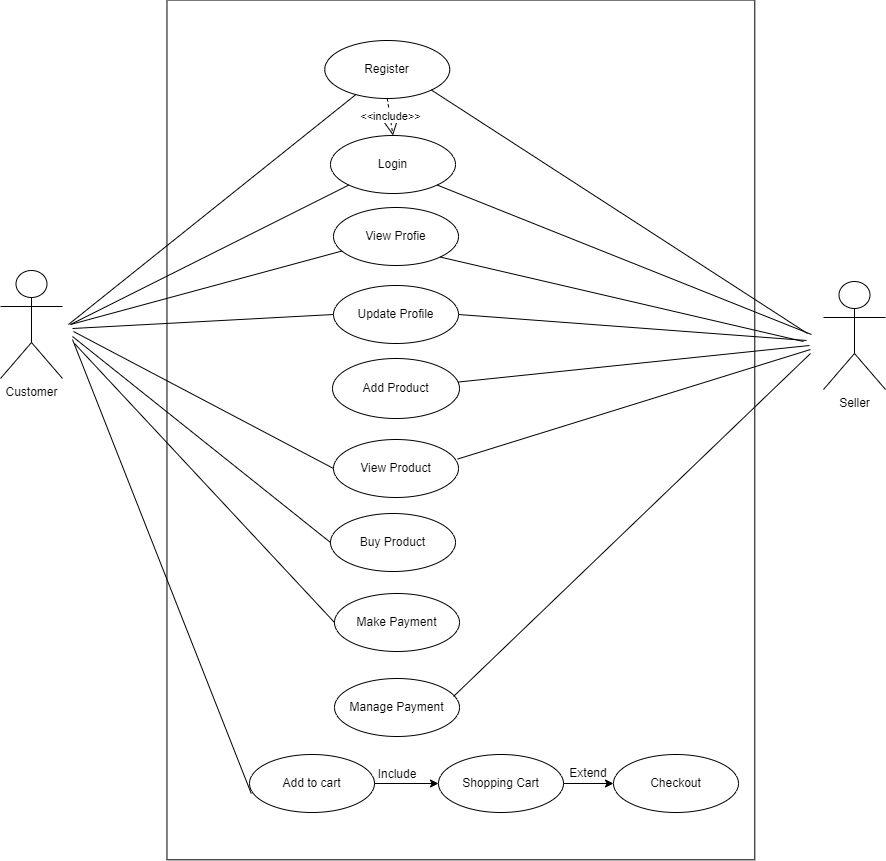 Register
<<include>>
Login
View Profie
Update Profile
Customer
Add Product
Seller
View Product
Buy Product
Make Payment
Manage Payment
Add to cart
Include
Shopping Cart
Extend
Checkout